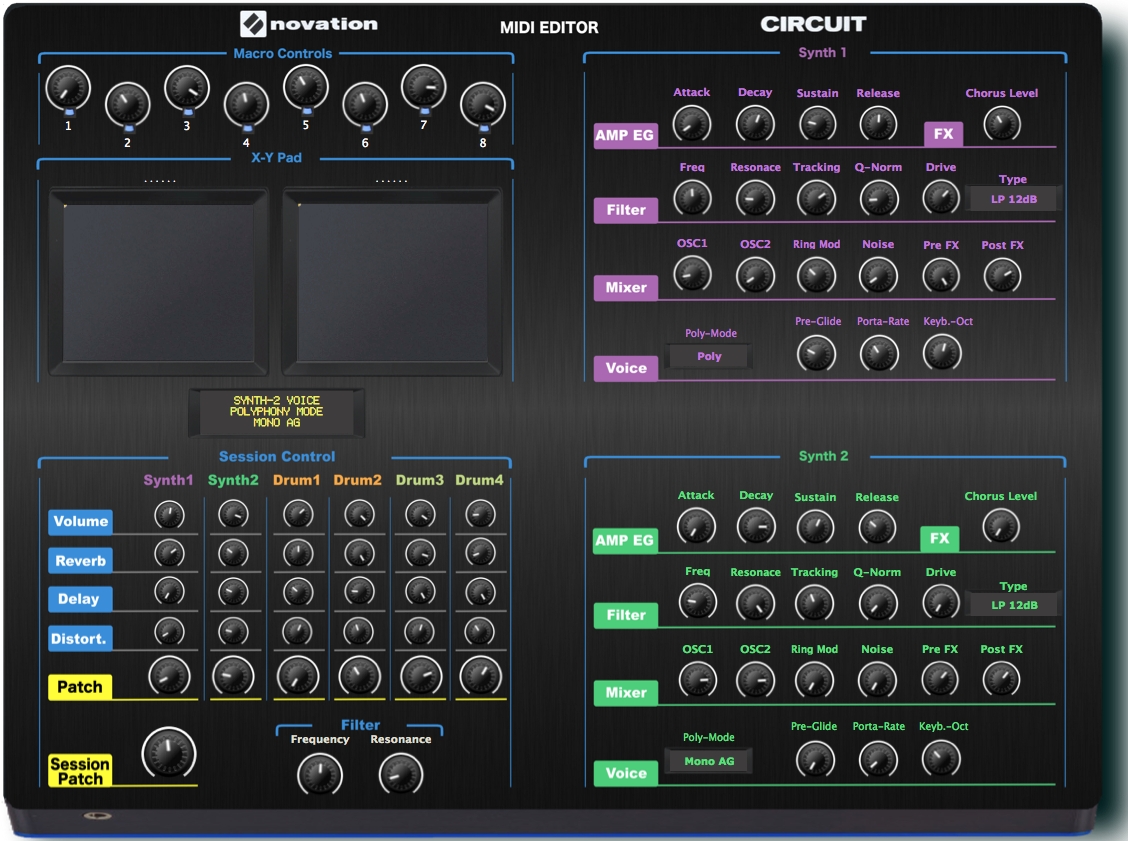 novation
MIDI EDITOR
CIRCUIT
Macro Controls
1
2
3
4
5
6
7
8
X-Y Pad
......
......
SYNTH-2 VOICE
POLYPHONY MODE
MONO AG
Session Control
Synth1 Synth2 Drum1 Drum2 Drum3 Drum4
Volume
Reverb
Delay
Distort.
Patch
Session
Patch
Filter
Frequency Resonance
Synth 1
Attack Decay Sustain Release Chorus Level
AMP EG
FX
Freq Resonace Tracking Q-Norm Drive
Type
Filter
LP 12dB
OSC1 OSC2 Ring Mod Noise Pre FX Post FX
Mixer
Poly-Mode Pre-Glide Porta-Rate Keyb.-Oct
Poly
Voice
Synth 2
Attack Decay Sustain Release Chorus Level
AMP EG
FX
Freq Resonace Tracking Q-Norm Drive
Type
Filter
LP 12dB
OSC1 OSC2 Ring Mod Noise Pre FX Post FX
Mixer
Poly-Mode Pre-Glide Porta-Rate Keyb.-Oct
Mono AG
Voice